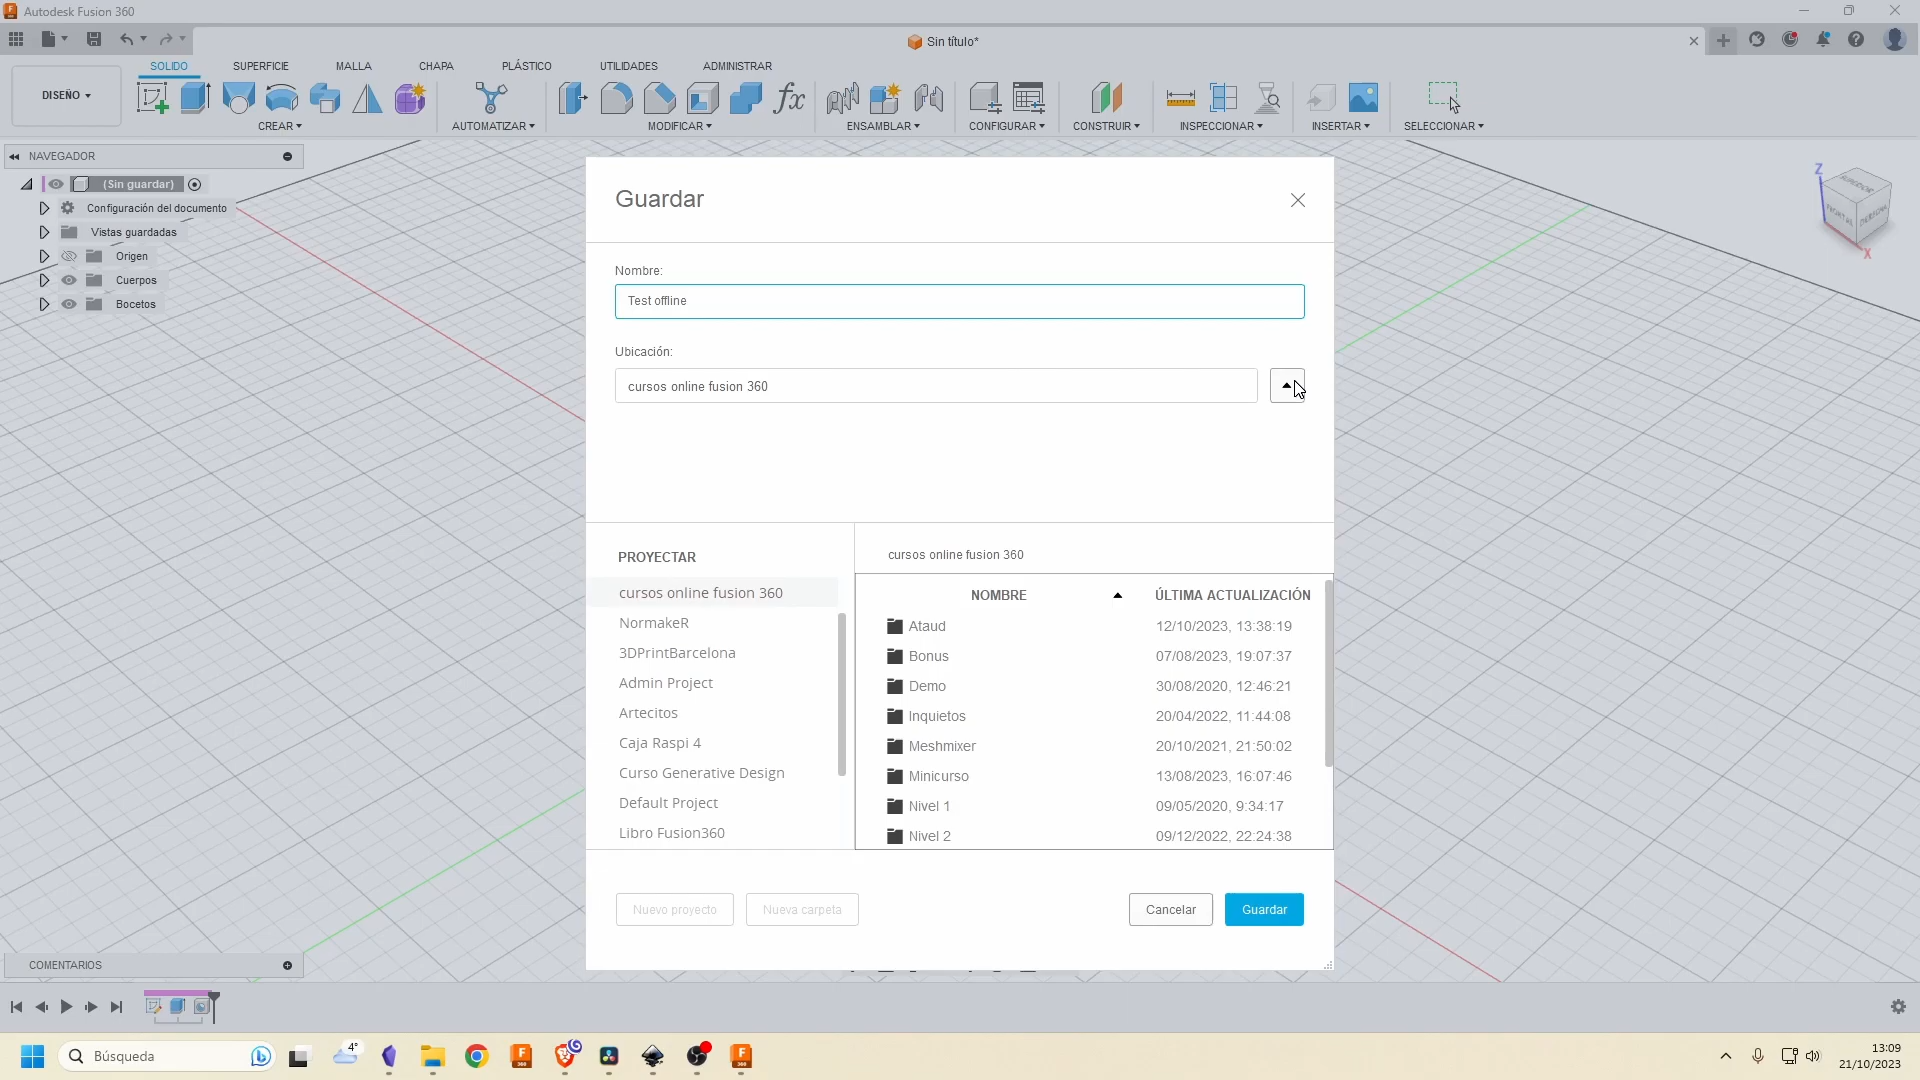 Autodesk Fusion 360
Sin título*
DISEÑO
SOLIDO
SUPERFICIE
MALLA
CHAPA
PLÁSTICO
UTILIDADES
ADMINISTRAR
CREAR
AUTOMATIZAR
MODIFICAR
ENSAMBLAR
CONFIGURAR
CONSTRUIR
INSPECCIONAR
INSERTAR
SELECCIONAR
NAVEGADOR
(Sin guardar)
Configuración del documento
Vistas guardadas
Origen
Cuerpos
Bocetos
Z
SUPERIOR
FRONTAL
DERECHA
X
Guardar
Nombre:
Test offline
Ubicación:
cursos online fusion 360
PROYECTAR
cursos online fusion 360
NormakeR
3DPrintBarcelona
Admin Project
Artecitos
Caja Raspi 4
Curso Generative Design
Default Project
Libro Fusion360
cursos online fusion 360
NOMBRE ÚLTIMA ACTUALIZACIÓN
Ataud 12/10/2023, 13:38:19
Bonus 07/08/2023, 19:07:37
Demo 30/08/2020, 12:46:21
Inquietos 20/04/2022, 11:44:08
Meshmixer 20/10/2021, 21:50:02
Minicurso 13/08/2023, 16:07:46
Nivel 1 09/05/2020, 9:34:17
Nivel 2 09/12/2022, 22:24:38
Nuevo proyecto
Nueva carpeta
Cancelar
Guardar
COMENTARIOS
Búsqueda
4°
13:09
21/10/2023